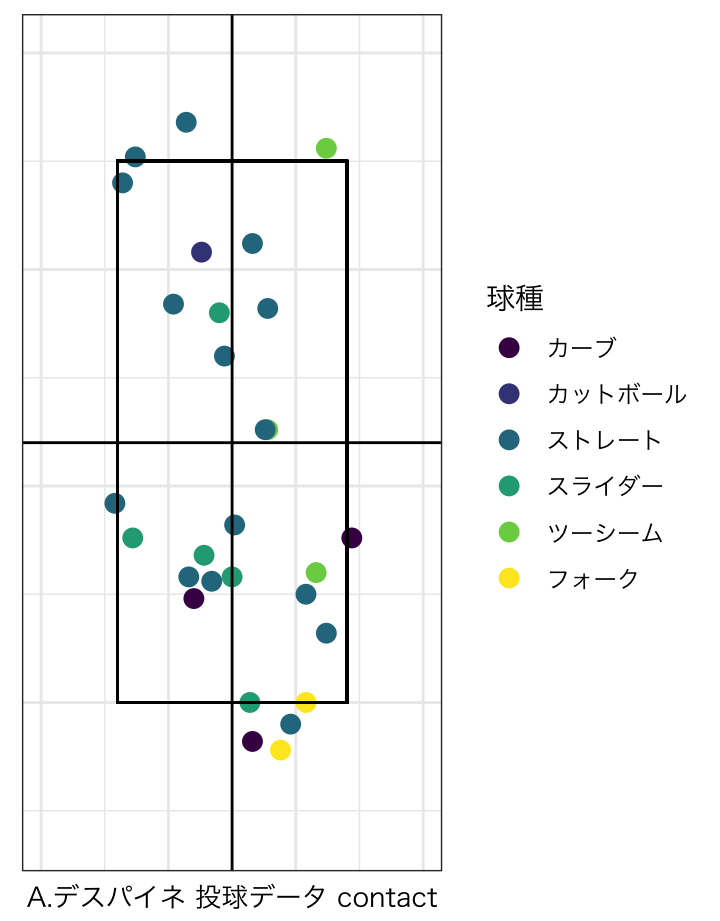 球種
カーブ
カットボール
ストレート
スライダー
ツーシーム
フォーク
A.デスパイネ 投球データ contact